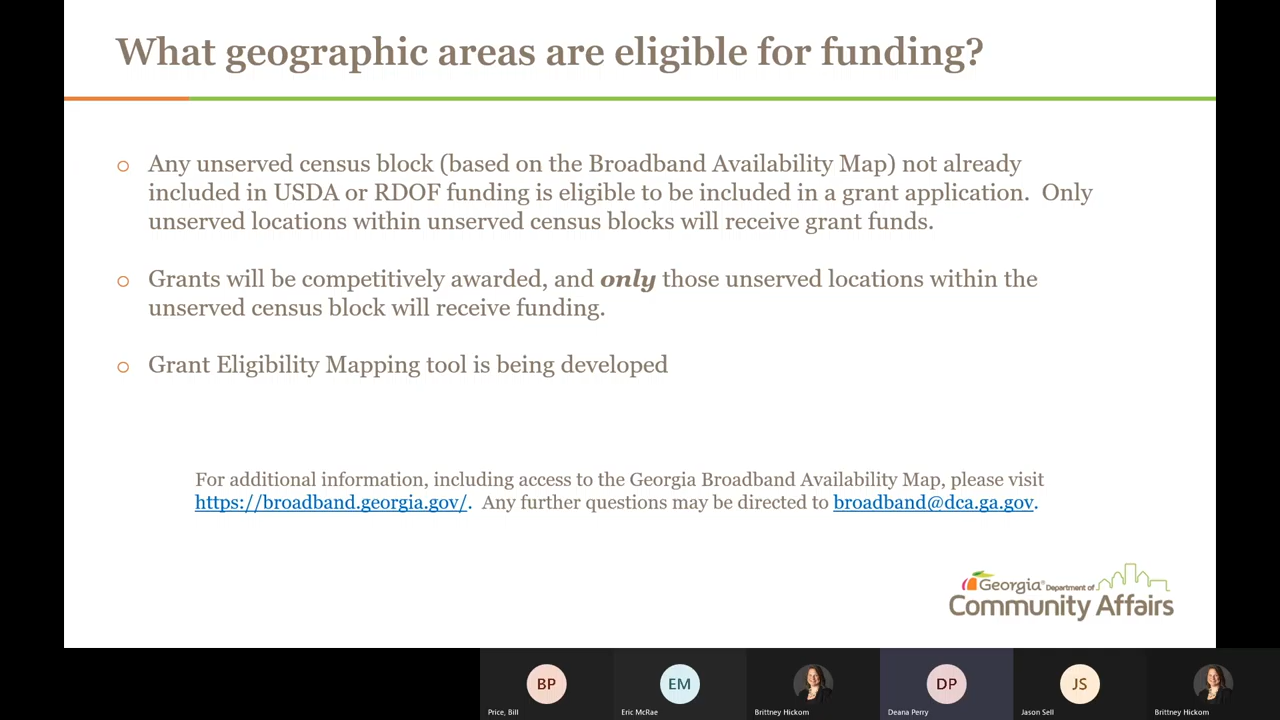 What geographic areas are eligible for funding?
Any unserved census block (based on the Broadband Availability Map) not already
included in USDA or RDOF funding is eligible to be included in a grant application. Only
unserved locations within unserved census blocks will receive grant funds.
Grants will be competitively awarded, and only those unserved locations within the
unserved census block will receive funding.
Grant Eligibility Mapping tool is being developed
For additional information, including access to the Georgia Broadband Availability Map, please visit
https://broadband.georgia.gov/. Any further questions may be directed to broadband@dca.ga.gov.
Georgia® Department of
Community Affairs
BP
EM
DP
JS
Price, Bill
Eric McRae
Brittney Hickom
Deana Perry
Jason Sell
Brittney Hickom